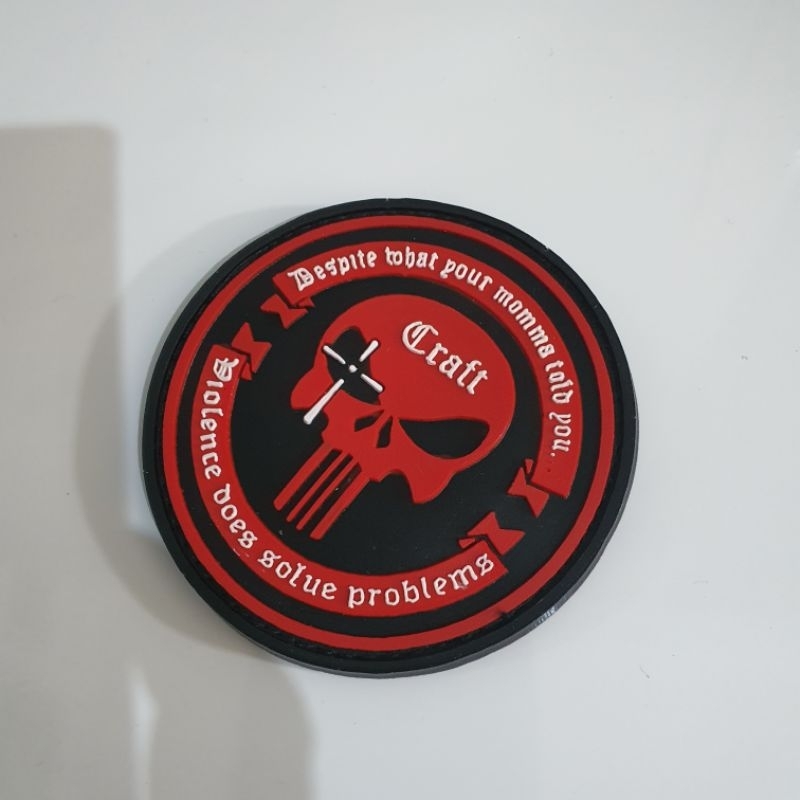 Despite what your momma told you...
Craft
Violence does solve problems